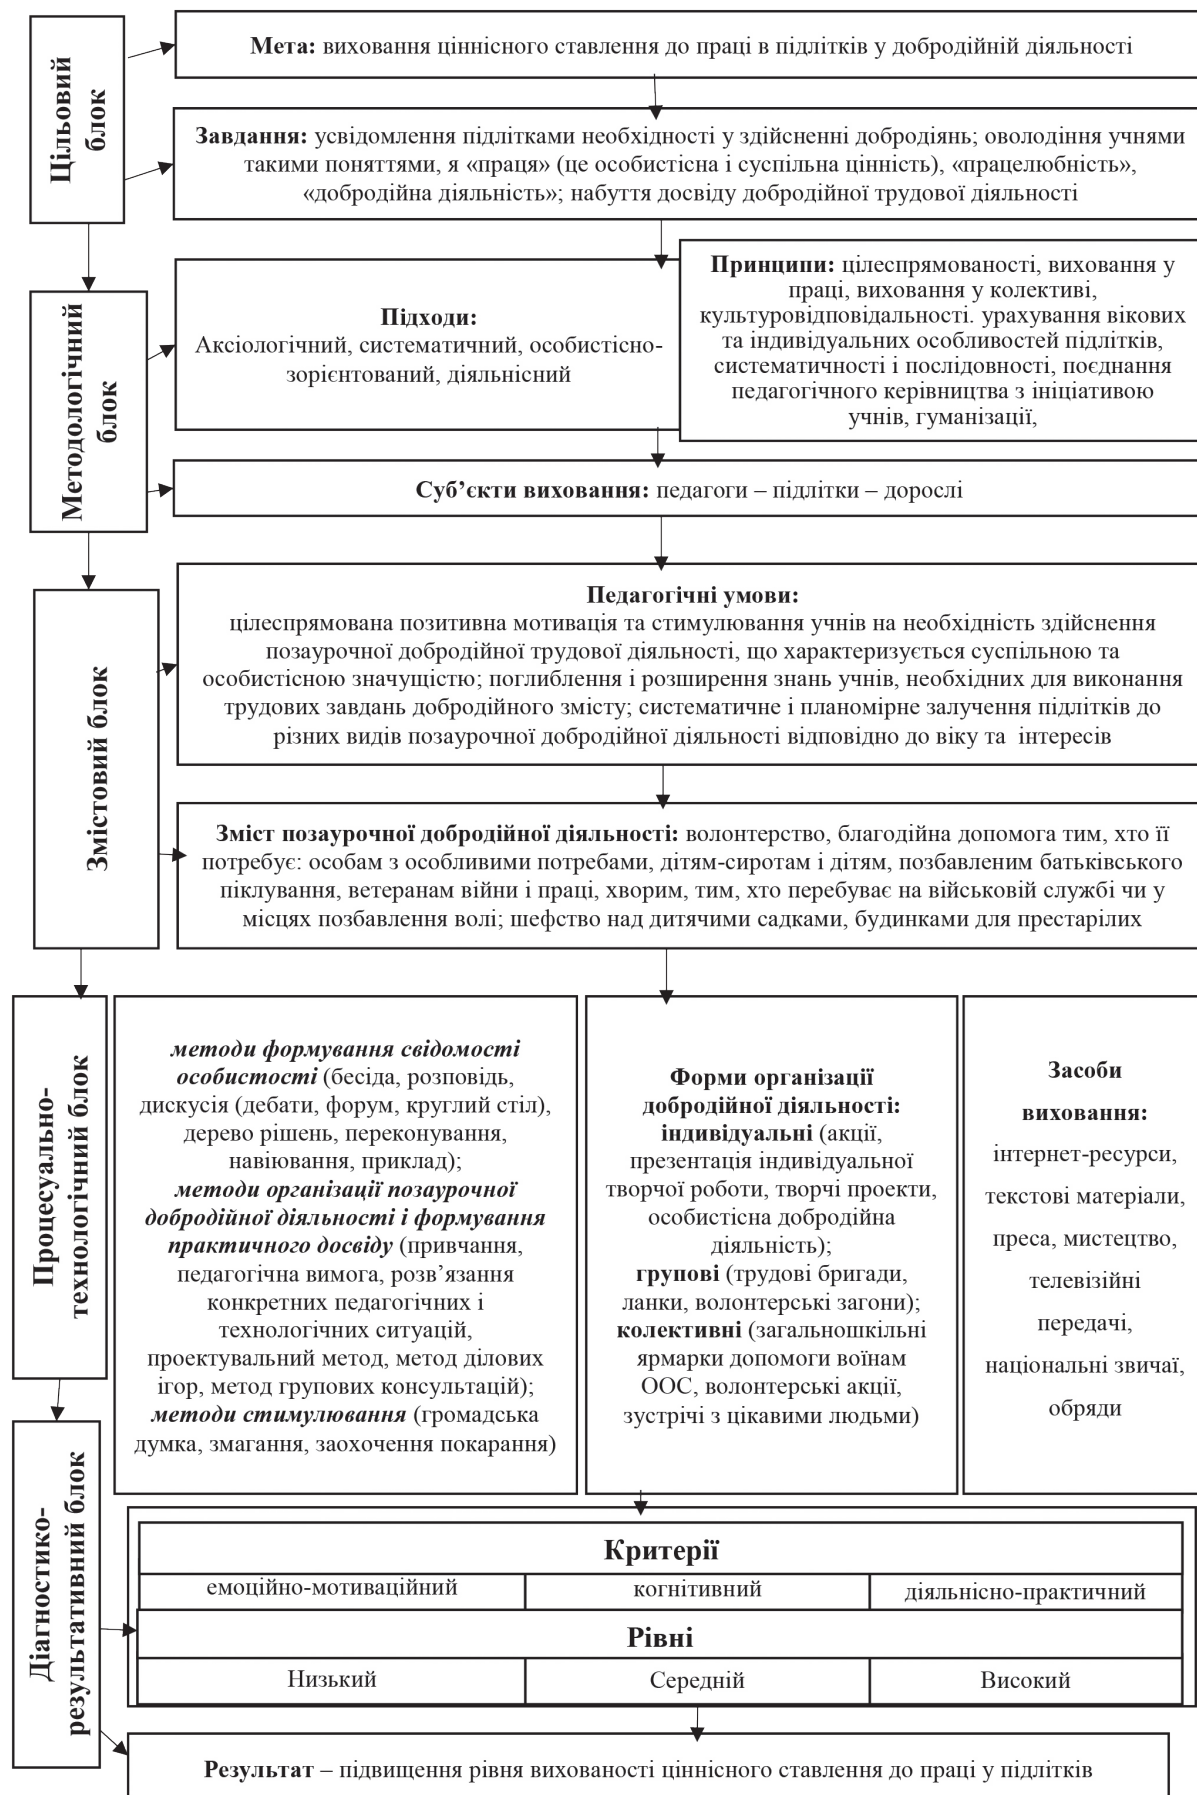 Цільовий
блок
Мета: виховання ціннісного ставлення до праці в підлітків у добродійній діяльності
Завдання: усвідомлення підлітками необхідності у здійсненні добродіянь; оволодіння учнями
такими поняттями, я «праця» (це особистісна і суспільна цінність), «працелюбність»,
«добродійна діяльність»; набуття досвіду добродійної трудової діяльності
Методологічний
блок
Підходи:
Аксіологічний, систематичний, особистісно-
зорієнтований, діяльнісний
Принципи: цілеспрямованості, виховання у
праці, виховання у колективі,
культуровідповідальності. урахування вікових
та індивідуальних особливостей підлітків,
систематичності і послідовності, поєднання
педагогічного керівництва з ініціативою
учнів, гуманізації,
Суб’єкти виховання: педагоги – підлітки – дорослі
Змістовий блок
Педагогічні умови:
цілеспрямована позитивна мотивація та стимулювання учнів на необхідність здійснення
позаурочної добродійної трудової діяльності, що характеризується суспільною та
особистісною значущістю; поглиблення і розширення знань учнів, необхідних для виконання
трудових завдань добродійного змісту; систематичне і планомірне залучення підлітків до
різних видів позаурочної добродійної діяльності відповідно до віку та інтересів
Зміст позаурочної добродійної діяльності: волонтерство, благодійна допомога тим, хто її
потребує: особам з особливими потребами, дітям-сиротам і дітям, позбавленим батьківського
піклування, ветеранам війни і праці, хворим, тим, хто перебуває на військовій службі чи у
місцях позбавлення волі; шефство над дитячими садками, будинками для престарілих
Процесуально-
технологічний блок
методи формування свідомості
особистості (бесіда, розповідь,
дискусія (дебати, форум, круглий стіл),
дерево рішень, переконування,
навіювання, приклад);
методи організації позаурочної
добродійної діяльності і формування
практичного досвіду (привчання,
педагогічна вимога, розв’язання
конкретних педагогічних і
технологічних ситуацій,
проектувальний метод, метод ділових
ігор, метод групових консультацій);
методи стимулювання (громадська
думка, змагання, заохочення покарання)
Форми організації
добродійної діяльності:
індивідуальні (акції,
презентація індивідуальної
творчої роботи, творчі проекти,
особистісна добродійна
діяльність);
групові (трудові бригади,
ланки, волонтерські загони);
колективні (загальношкільні
ярмарки допомоги воїнам
ООС, волонтерські акції,
зустрічі з цікавими людьми)
Засоби
виховання:
інтернет-ресурси,
текстові матеріали,
преса, мистецтво,
телевізійні
передачі,
національні звичаї,
обряди
Діагностико-
результативний блок
Критерії
емоційно-мотиваційний
когнітивний
діяльнісно-практичний
Рівні
Низький
Середній
Високий
Результат – підвищення рівня вихованості ціннісного ставлення до праці у підлітків